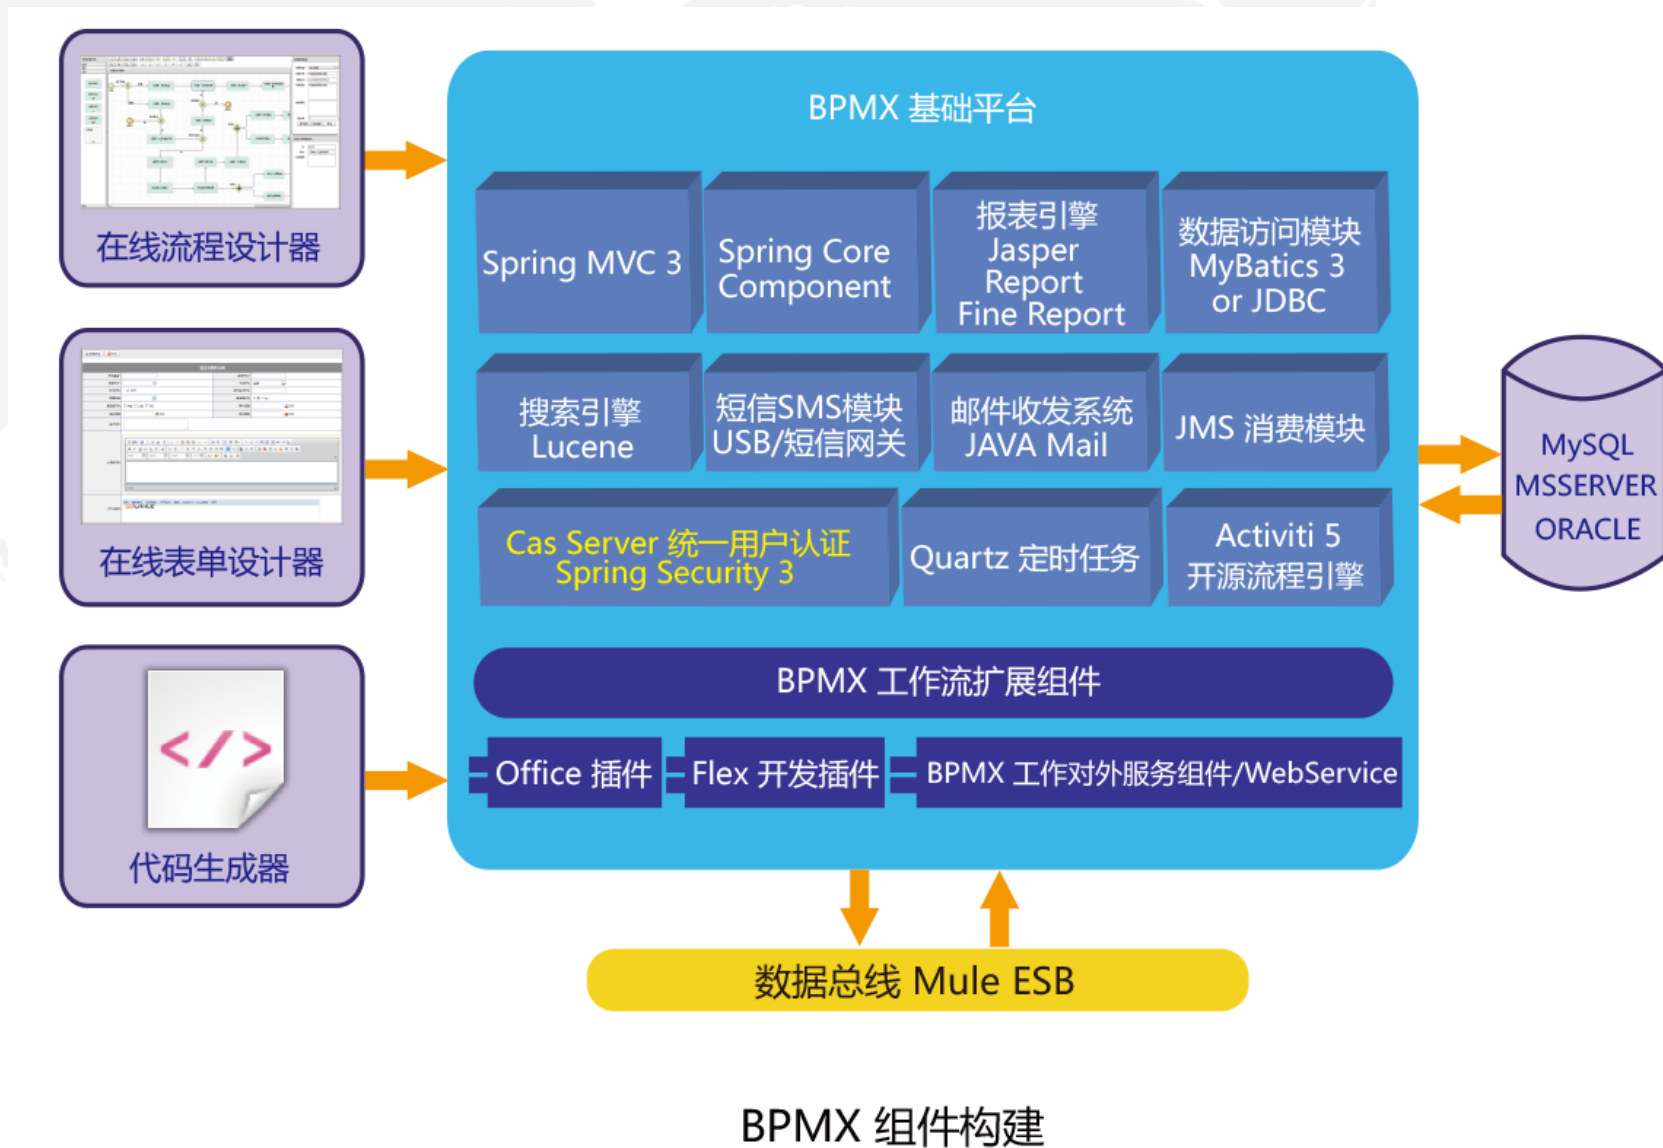 BPMX 基础平台
在线流程设计器
在线表单设计器
代码生成器
Spring MVC 3
Spring Core
Component
报表引擎
Jasper
Report
Fine Report
数据访问模块
MyBatics 3
or JDBC
搜索引擎
Lucene
短信SMS模块
USB/短信网关
邮件收发系统
JAVA Mail
JMS 消费模块
Cas Server 统一用户认证
Spring Security 3
Quartz 定时任务
Activiti 5
开源流程引擎
BPMX 工作流扩展组件
Office 插件
Flex 开发插件
BPMX 工作对外服务组件/WebService
MySQL
MSSERVER
ORACLE
数据总线 Mule ESB
BPMX 组件构建